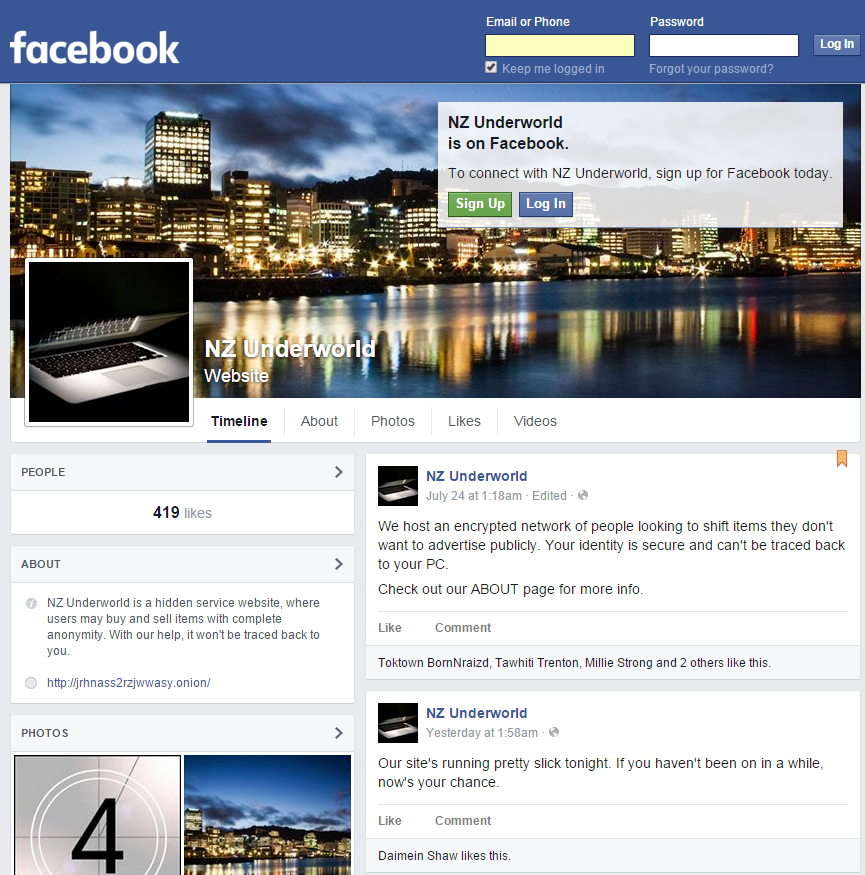 facebook
Email or Phone
Password
Log In
Keep me logged in
Forgot your password?
NZ Underworld
is on Facebook.
To connect with NZ Underworld, sign up for Facebook today.
Sign Up
Log In
NZ Underworld
Website
Timeline
About
Photos
Likes
Videos
PEOPLE
419 likes
ABOUT
NZ Underworld is a hidden service website, where
users may buy and sell items with complete
anonymity. With our help, it won't be traced back to
you.
http://jrhnass2rzjwwasy.onion/
PHOTOS
4
NZ Underworld
July 24 at 1:18am · Edited ·
We host an encrypted network of people looking to shift items they don't
want to advertise publicly. Your identity is secure and can't be traced back
to your PC.
Check out our ABOUT page for more info.
Like Comment
Toktown BornNraizd, Tawhiti Trenton, Millie Strong and 2 others like this.
NZ Underworld
Yesterday at 1:58am ·
Our site's running pretty slick tonight. If you haven't been on in a while,
now's your chance.
Like Comment
Daimein Shaw likes this.